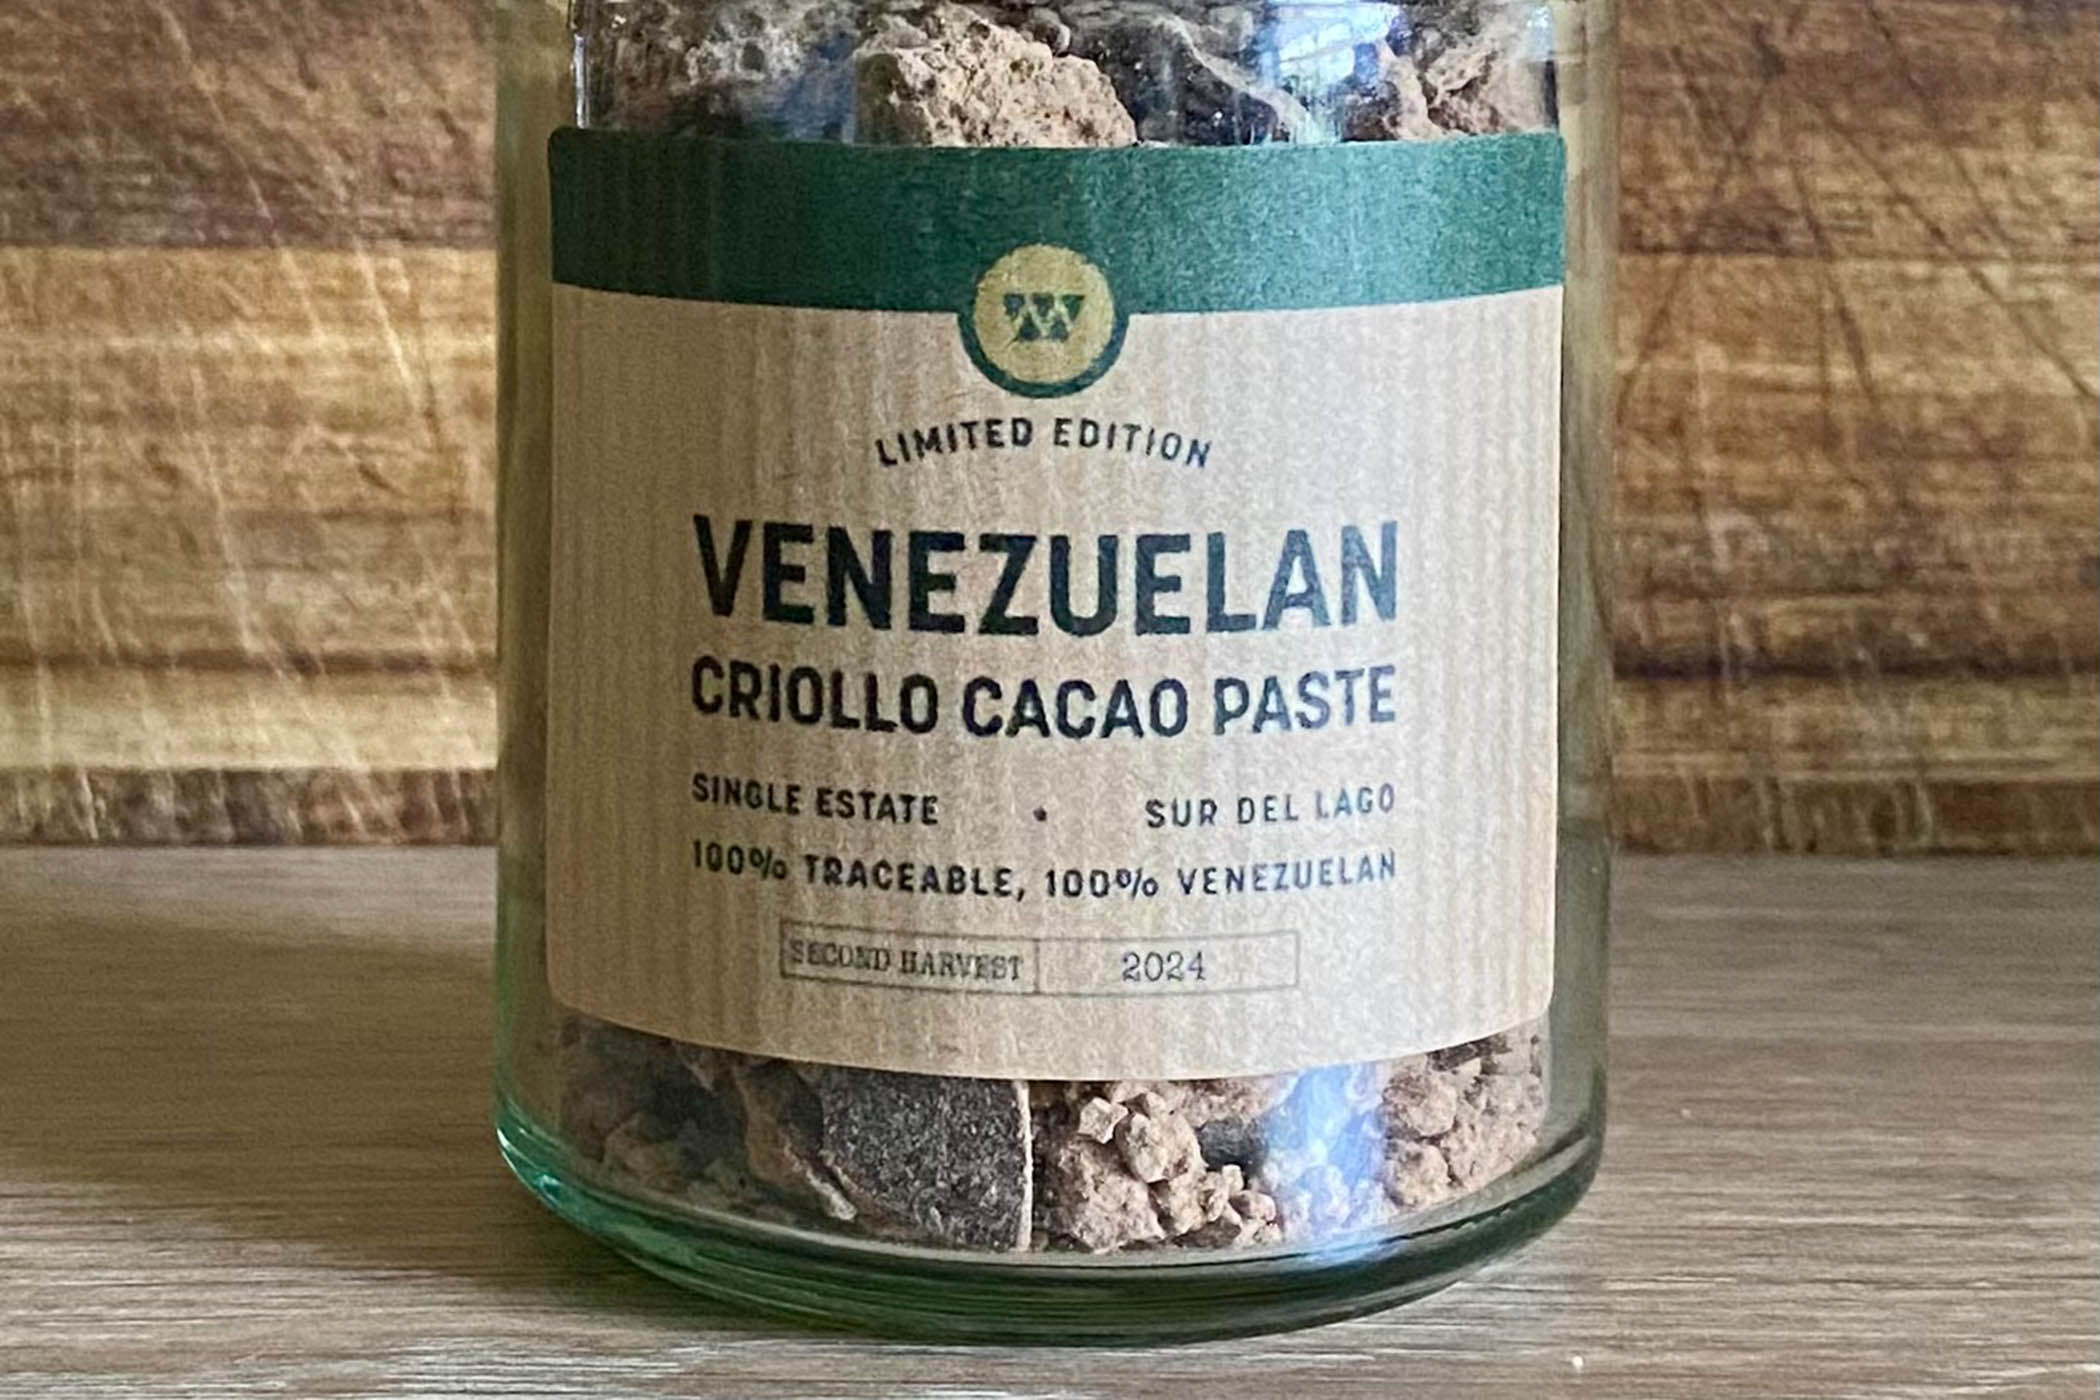 W
LIMITED EDITION
VENEZUELAN
CRIOLLO CACAO PASTE
SINGLE ESTATE • SUR DEL LAGO
100% TRACEABLE, 100% VENEZUELAN
SECOND HARVEST 2024